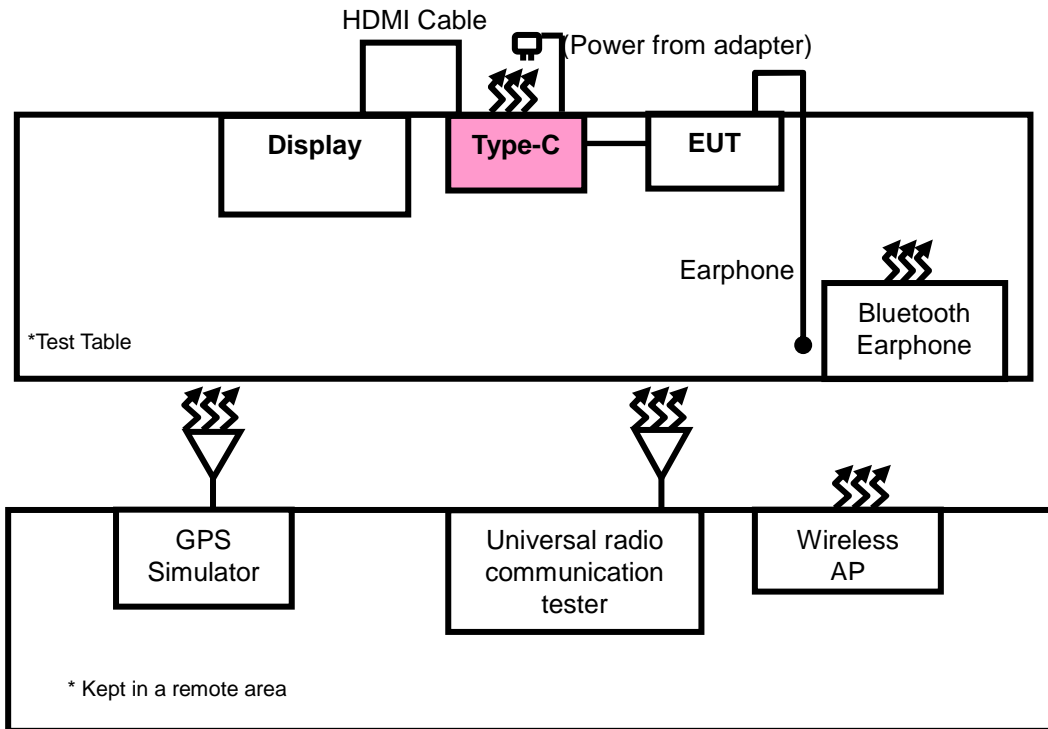 HDMI Cable
(Power from adapter)
Display
Type-C
EUT
Earphone
Bluetooth
Earphone
*Test Table
GPS
Simulator
Universal radio
communication
tester
Wireless
AP
* Kept in a remote area